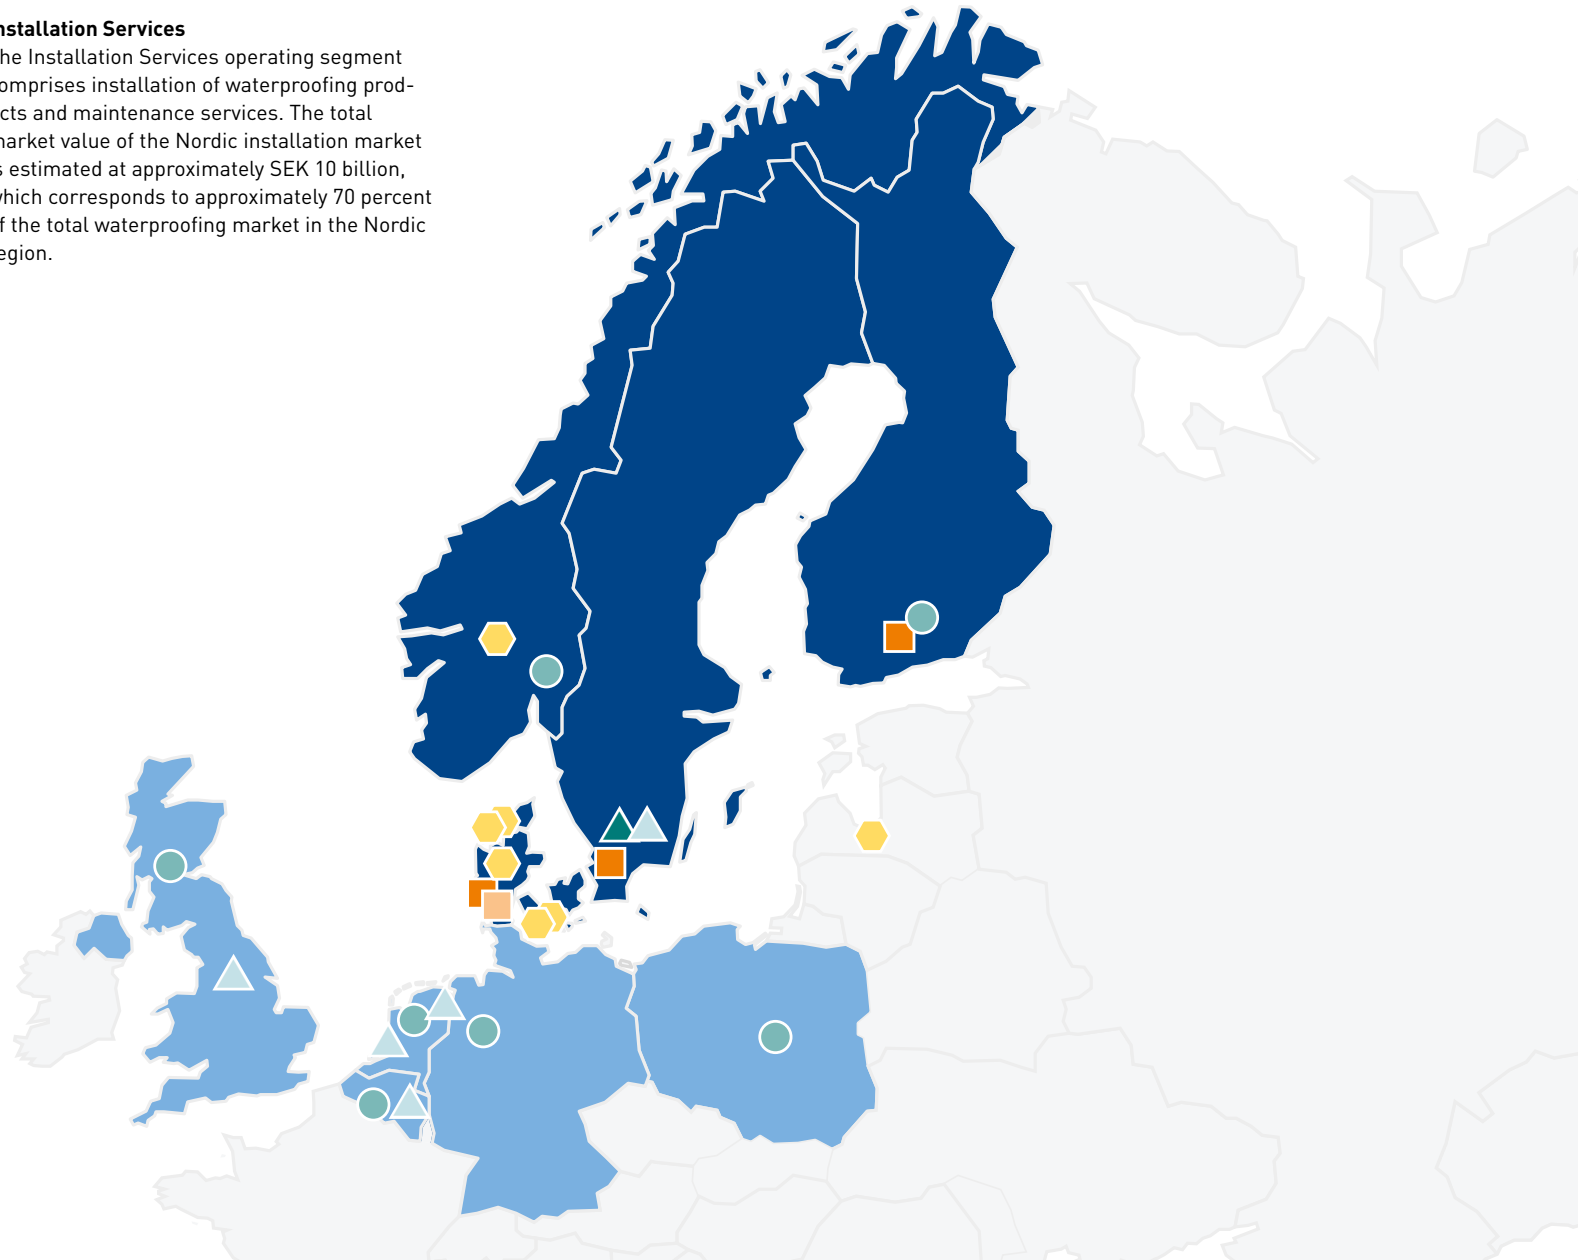 nstallation Services
he Installation Services operating segment
omprises installation of waterproofing prod-
cts and maintenance services. The total
market value of the Nordic installation market
s estimated at approximately SEK 10 billion,
which corresponds to approximately 70 percent
f the total waterproofing market in the Nordic
egion.